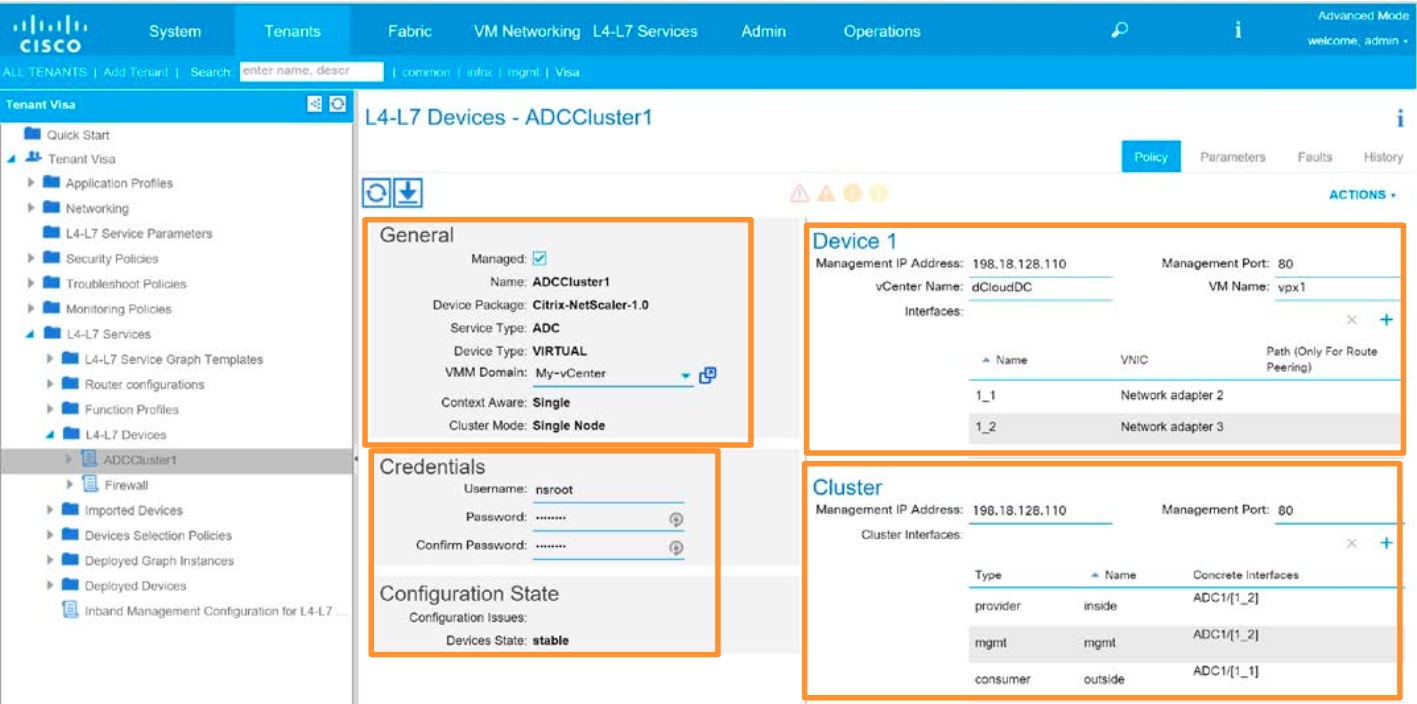 CISCO
System Tenants Fabric VM Networking L4-L7 Services Admin Operations
i
Advanced Mode
welcome, admin
ALL TENANTS | Add Tenant | Search: enter name, descr | common | infra | mgmt | Visa
Tenant Visa
Quick Start
Tenant Visa
Application Profiles
Networking
L4-L7 Service Parameters
Security Policies
Troubleshoot Policies
Monitoring Policies
L4-L7 Services
L4-L7 Service Graph Templates
Router configurations
Function Profiles
L4-L7 Devices
ADCCluster1
Firewall
Imported Devices
Devices Selection Policies
Deployed Graph Instances
Deployed Devices
Inband Management Configuration for L4-L7 ...
L4-L7 Devices - ADCCluster1
i
Policy Parameters Faults History
ACTIONS
General
Managed:
Name: ADCCluster1
Device Package: Citrix-NetScaler-1.0
Service Type: ADC
Device Type: VIRTUAL
VMM Domain: My-vCenter
Context Aware: Single
Cluster Mode: Single Node
Credentials
Username: nsroot
Password: ········
Confirm Password: ········
Configuration State
Configuration Issues:
Devices State: stable
Device 1
Management IP Address: 198.18.128.110 Management Port: 80
vCenter Name: dCloudDC VM Name: vpx1
Interfaces:
× +
Name VNIC Path (Only For Route
Peering)
1_1 Network adapter 2
1_2 Network adapter 3
Cluster
Management IP Address: 198.18.128.110 Management Port: 80
Cluster Interfaces:
× +
Type Name Concrete Interfaces
provider inside ADC1/[1_2]
mgmt mgmt ADC1/[1_2]
consumer outside ADC1/[1_1]